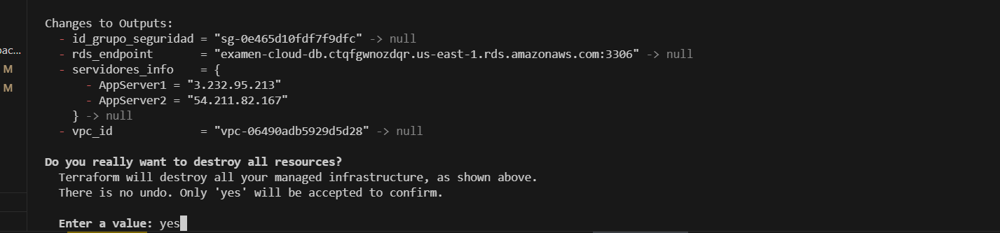 Changes to Outputs:
- id_grupo_seguridad = "sg-0e465d10fdf7f9dfc" -> null
- rds_endpoint       = "examen-cloud-db.ctqfgwnozdqr.us-east-1.rds.amazonaws.com:3306" -> null
- servidores_info    = {
- AppServer1 = "3.232.95.213"
- AppServer2 = "54.211.82.167"
} -> null
- vpc_id             = "vpc-06490adb5929d5d28" -> null
Do you really want to destroy all resources?
Terraform will destroy all your managed infrastructure, as shown above.
There is no undo. Only 'yes' will be accepted to confirm.
Enter a value: yes
M
M